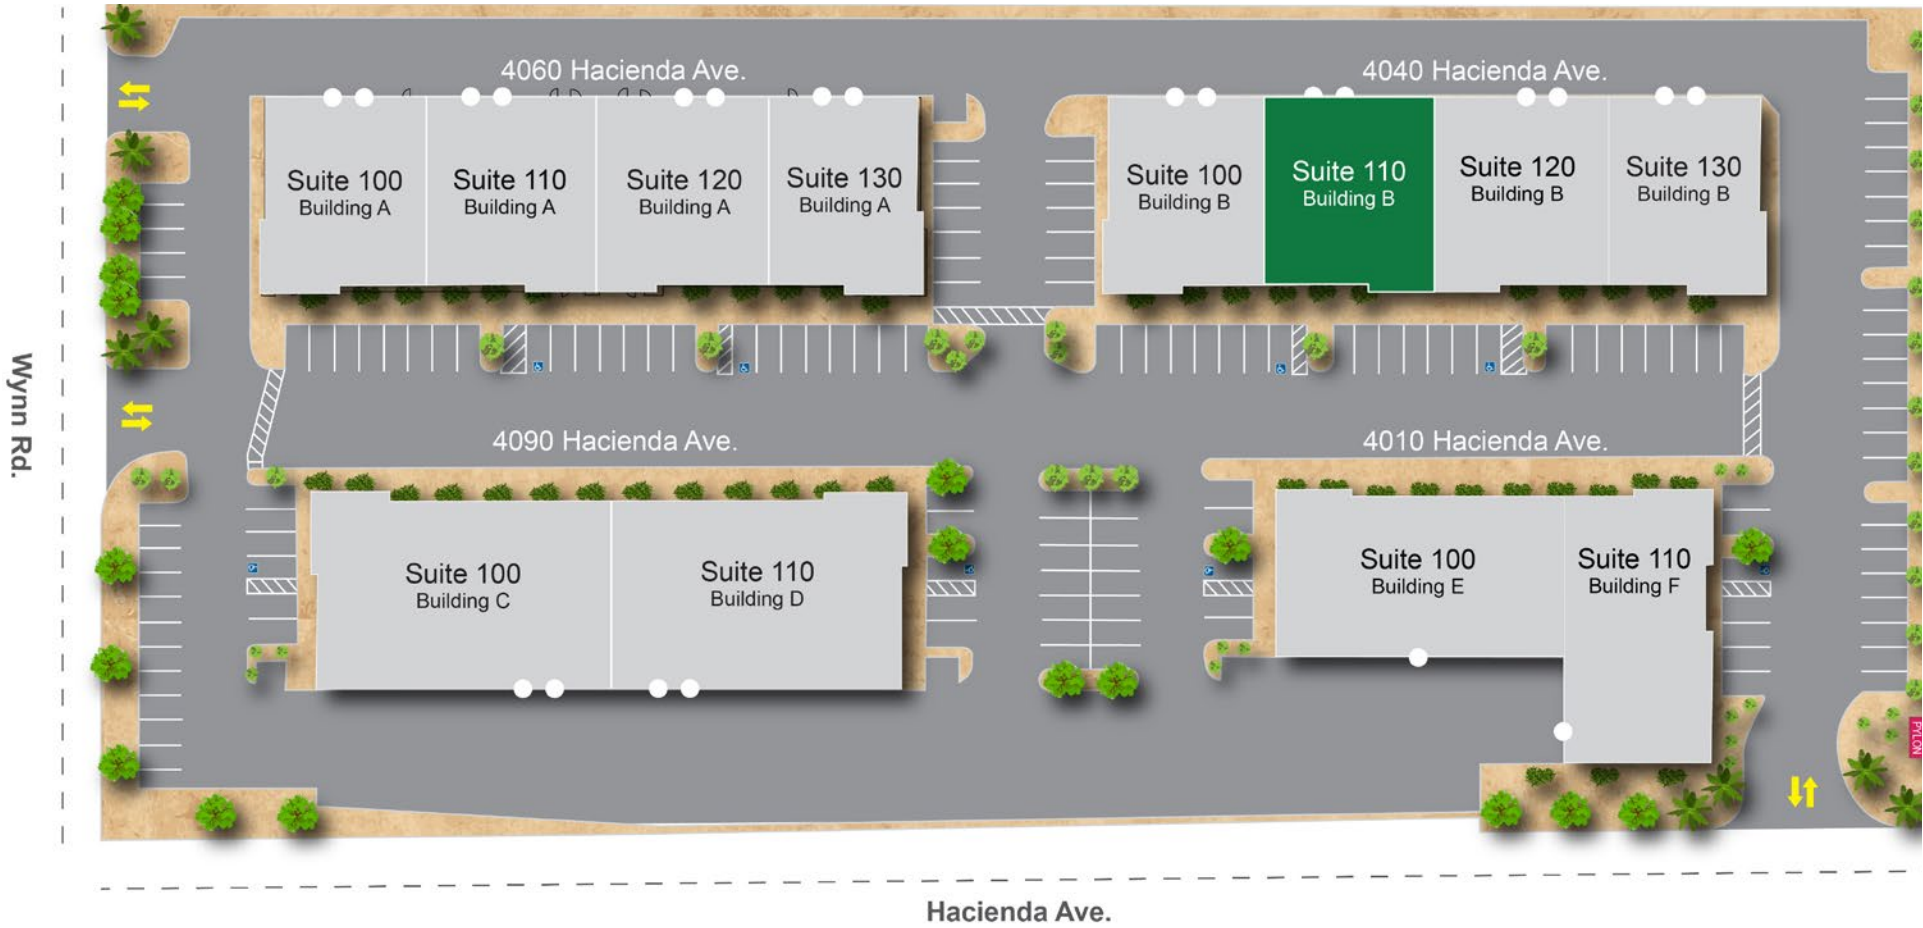 4060 Hacienda Ave.
4040 Hacienda Ave.
Suite 100
Building A
Suite 110
Building A
Suite 120
Building A
Suite 130
Building A
Suite 100
Building B
Suite 110
Building B
Suite 120
Building B
Suite 130
Building B
Wynn Rd.
4090 Hacienda Ave.
4010 Hacienda Ave.
Suite 100
Building C
Suite 110
Building D
Suite 100
Building E
Suite 110
Building F
PYLON
Hacienda Ave.